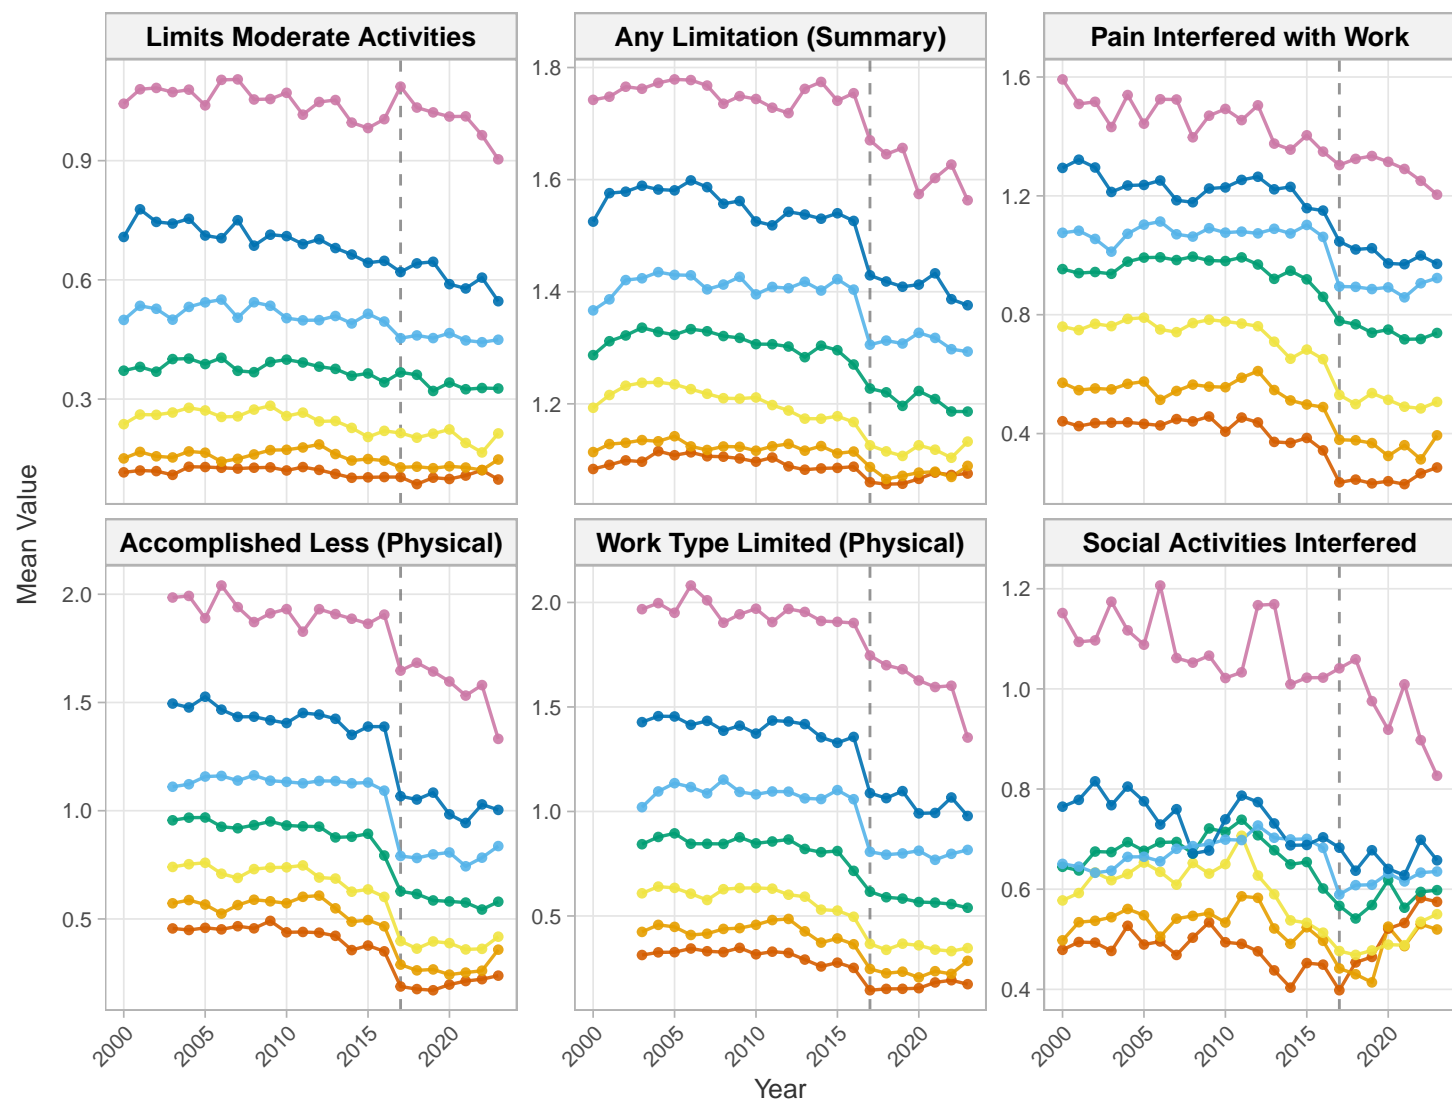 Limits Moderate Activities
Any Limitation (Summary)
Pain Interfered with Work
0.9
0.6
0.3
1.8
1.6
1.4
1.2
1.6
1.2
0.8
0.4
Accomplished Less (Physical)
Work Type Limited (Physical)
Social Activities Interfered
2.0
1.5
1.0
0.5
2.0
1.5
1.0
0.5
1.2
1.0
0.8
0.6
0.4
2000 2005 2010 2015 2020
2000 2005 2010 2015 2020
2000 2005 2010 2015 2020
Mean Value
Year